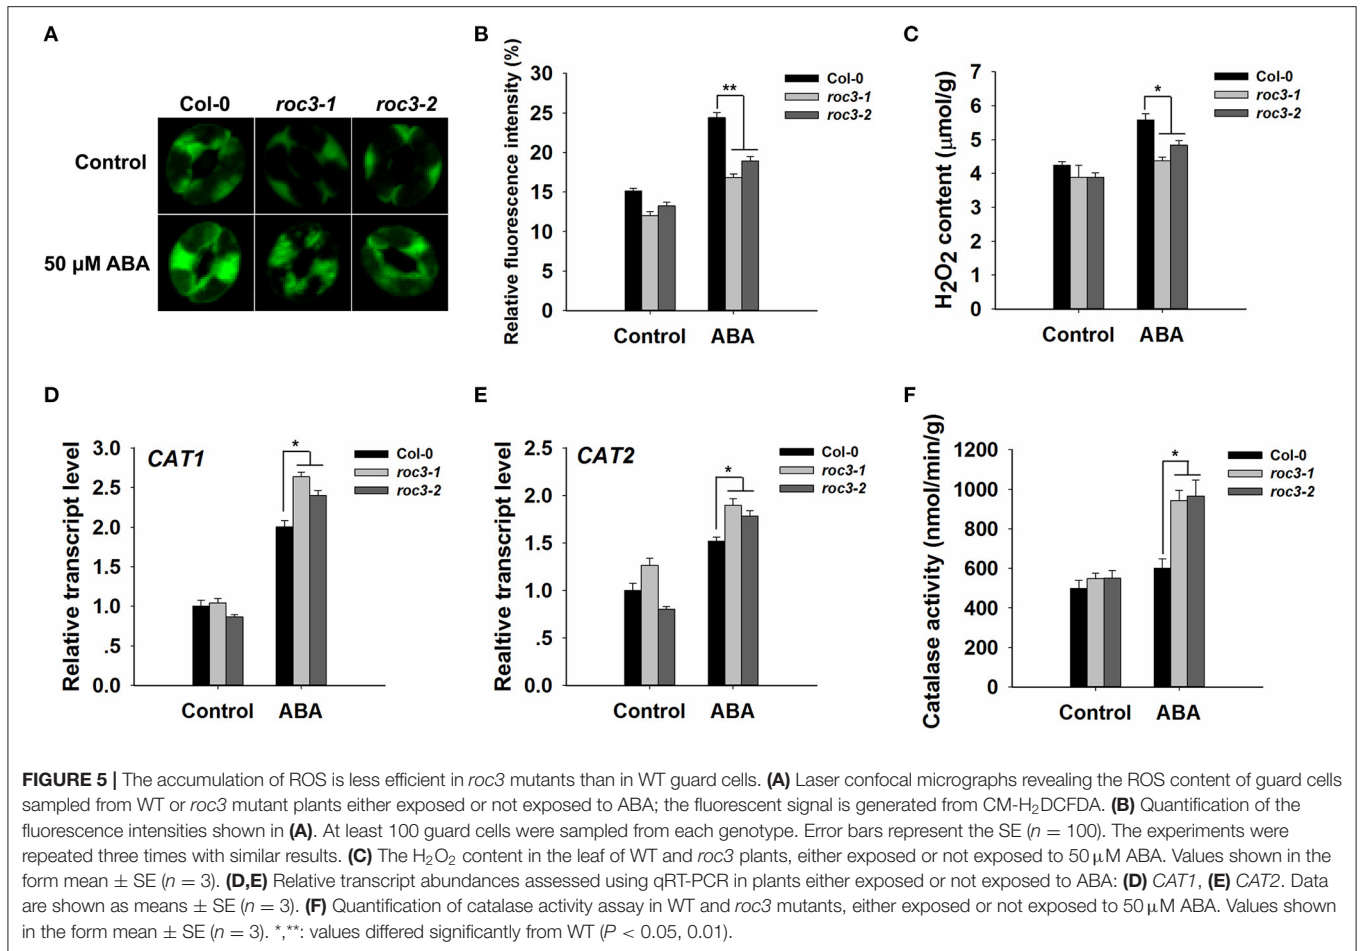 A
Col-0 roc3-1 roc3-2
Control
50 µM ABA
B
Relative fluorescence intensity (%)
30
25
20
15
10
5
0
Control ABA
**
Col-0
roc3-1
roc3-2
C
H₂O₂ content (µmol/g)
7
6
5
4
3
2
1
0
Control ABA
*
Col-0
roc3-1
roc3-2
D
Relative transcript level
3.0
2.5
2.0
1.5
1.0
.5
0.0
CAT1
Control ABA
*
Col-0
roc3-1
roc3-2
E
Realtive transcript level
2.5
2.0
1.5
1.0
.5
0.0
CAT2
Control ABA
*
Col-0
roc3-1
roc3-2
F
Catalase activity (nmol/min/g)
1200
1000
800
600
400
200
0
Control ABA
*
Col-0
roc3-1
roc3-2
FIGURE 5 | The accumulation of ROS is less efficient in roc3 mutants than in WT guard cells. (A) Laser confocal micrographs revealing the ROS content of guard cells
sampled from WT or roc3 mutant plants either exposed or not exposed to ABA; the fluorescent signal is generated from CM-H₂DCFDA. (B) Quantification of the
fluorescence intensities shown in (A). At least 100 guard cells were sampled from each genotype. Error bars represent the SE (n = 100). The experiments were
repeated three times with similar results. (C) The H₂O₂ content in the leaf of WT and roc3 plants, either exposed or not exposed to 50 µM ABA. Values shown in the
form mean ± SE (n = 3). (D,E) Relative transcript abundances assessed using qRT-PCR in plants either exposed or not exposed to ABA: (D) CAT1, (E) CAT2. Data
are shown as means ± SE (n = 3). (F) Quantification of catalase activity assay in WT and roc3 mutants, either exposed or not exposed to 50 µM ABA. Values shown
in the form mean ± SE (n = 3). *,**: values differed significantly from WT (P < 0.05, 0.01).